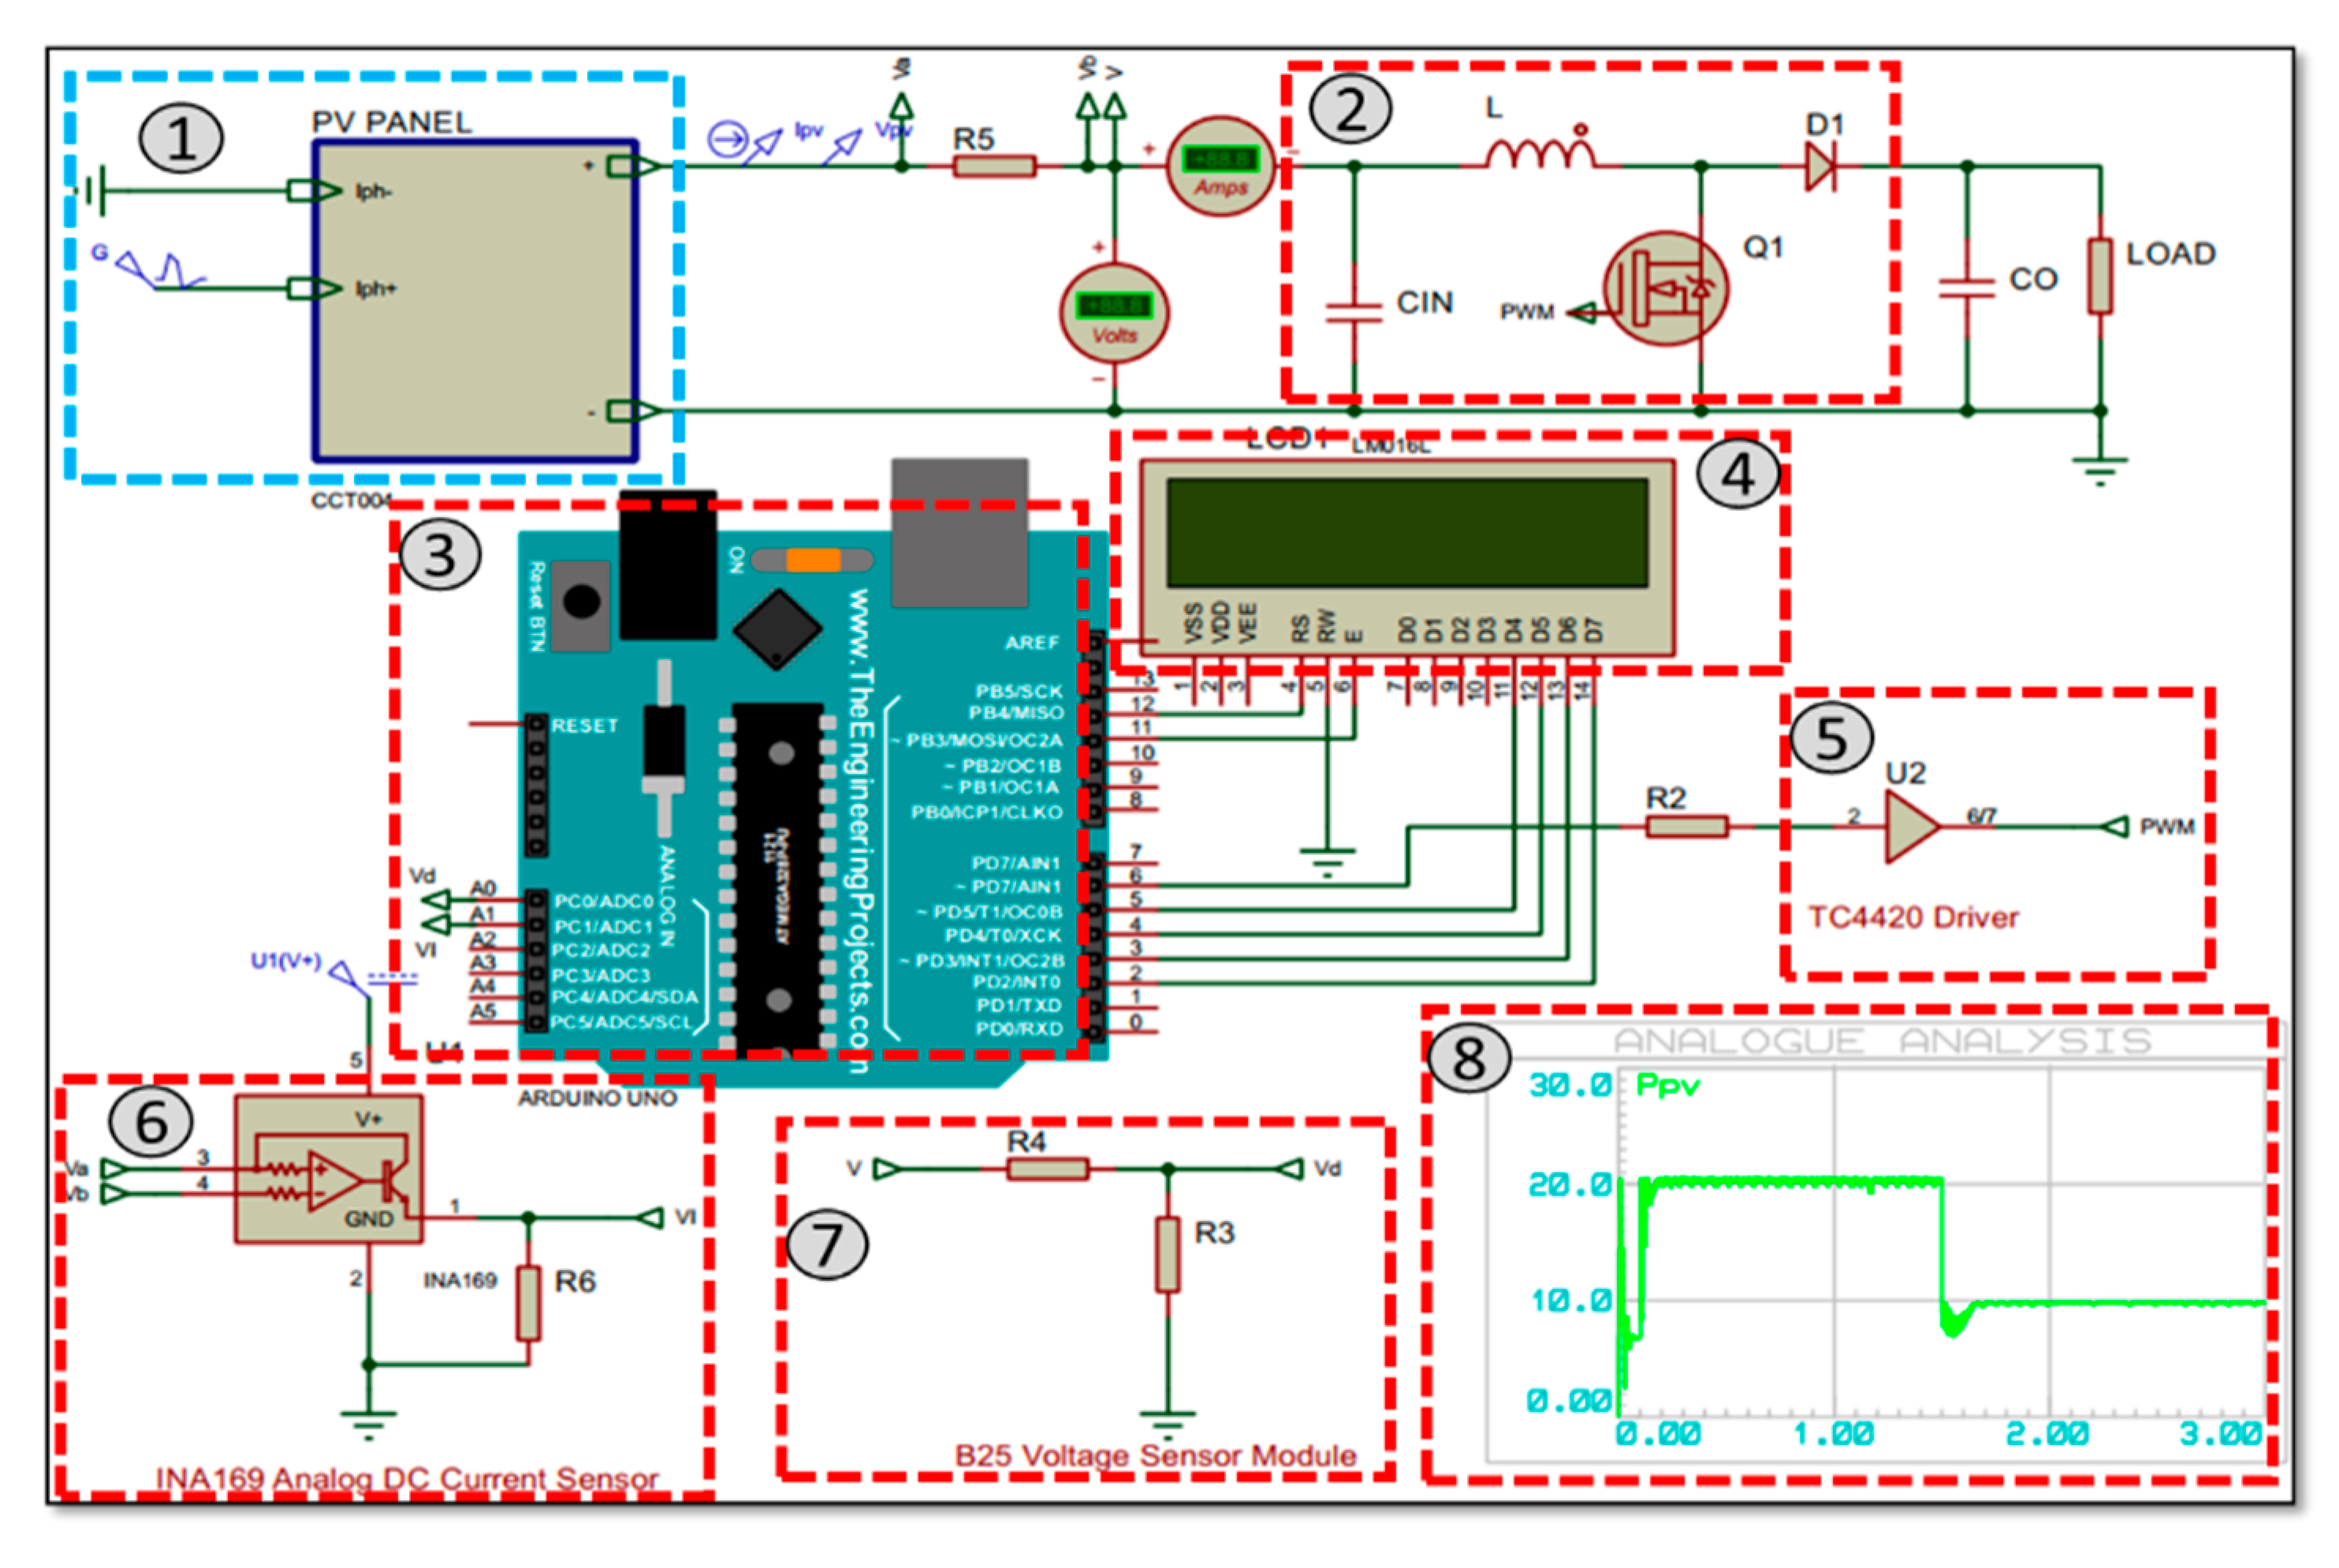 1
PV PANEL
Iph-
G
Iph+
+
-
CCT004
Ipv
Vpv
Va
R5
Vb
V
+
+88.8
Amps
-
+
+88.8
Volts
-
2
L
D1
Q1
PWM
CIN
CO
LOAD
3
Reset BTN
ON
www.TheEngineeringProjects.com
AREF
RESET
PB5/SCK
PB4/MISO
~ PB3/MOSI/OC2A
~ PB2/OC1B
~ PB1/OC1A
PB0/ICP1/CLKO
PD7/AIN1
~ PD7/AIN1
~ PD5/T1/OC0B
PD4/T0/XCK
~ PD3/INT1/OC2B
PD2/INT0
PD1/TXD
PD0/RXD
13
12
11
10
9
8
7
6
5
4
3
2
1
0
ANALOG IN
1121
Vd
VI
A0
A1
A2
A3
A4
A5
PC0/ADC0
PC1/ADC1
PC2/ADC2
PC3/ADC3
PC4/ADC4/SDA
PC5/ADC5/SCL
ARDUINO UNO
LCD1
LM016L
4
VSS
VDD
VEE
RS
RW
E
D0
D1
D2
D3
D4
D5
D6
D7
1
2
3
4
5
6
7
8
9
10
11
12
13
14
R2
5
U2
2
6/7
PWM
TC4420 Driver
U1(V+)
U1
5
6
V+
Va
3
Vb
4
+
-
GND
1
VI
2
INA169
R6
INA169 Analog DC Current Sensor
7
V
R4
Vd
R3
B25 Voltage Sensor Module
8
ANALOGUE ANALYSIS
Ppv
30.0
20.0
10.0
0.00
0.00
1.00
2.00
3.00